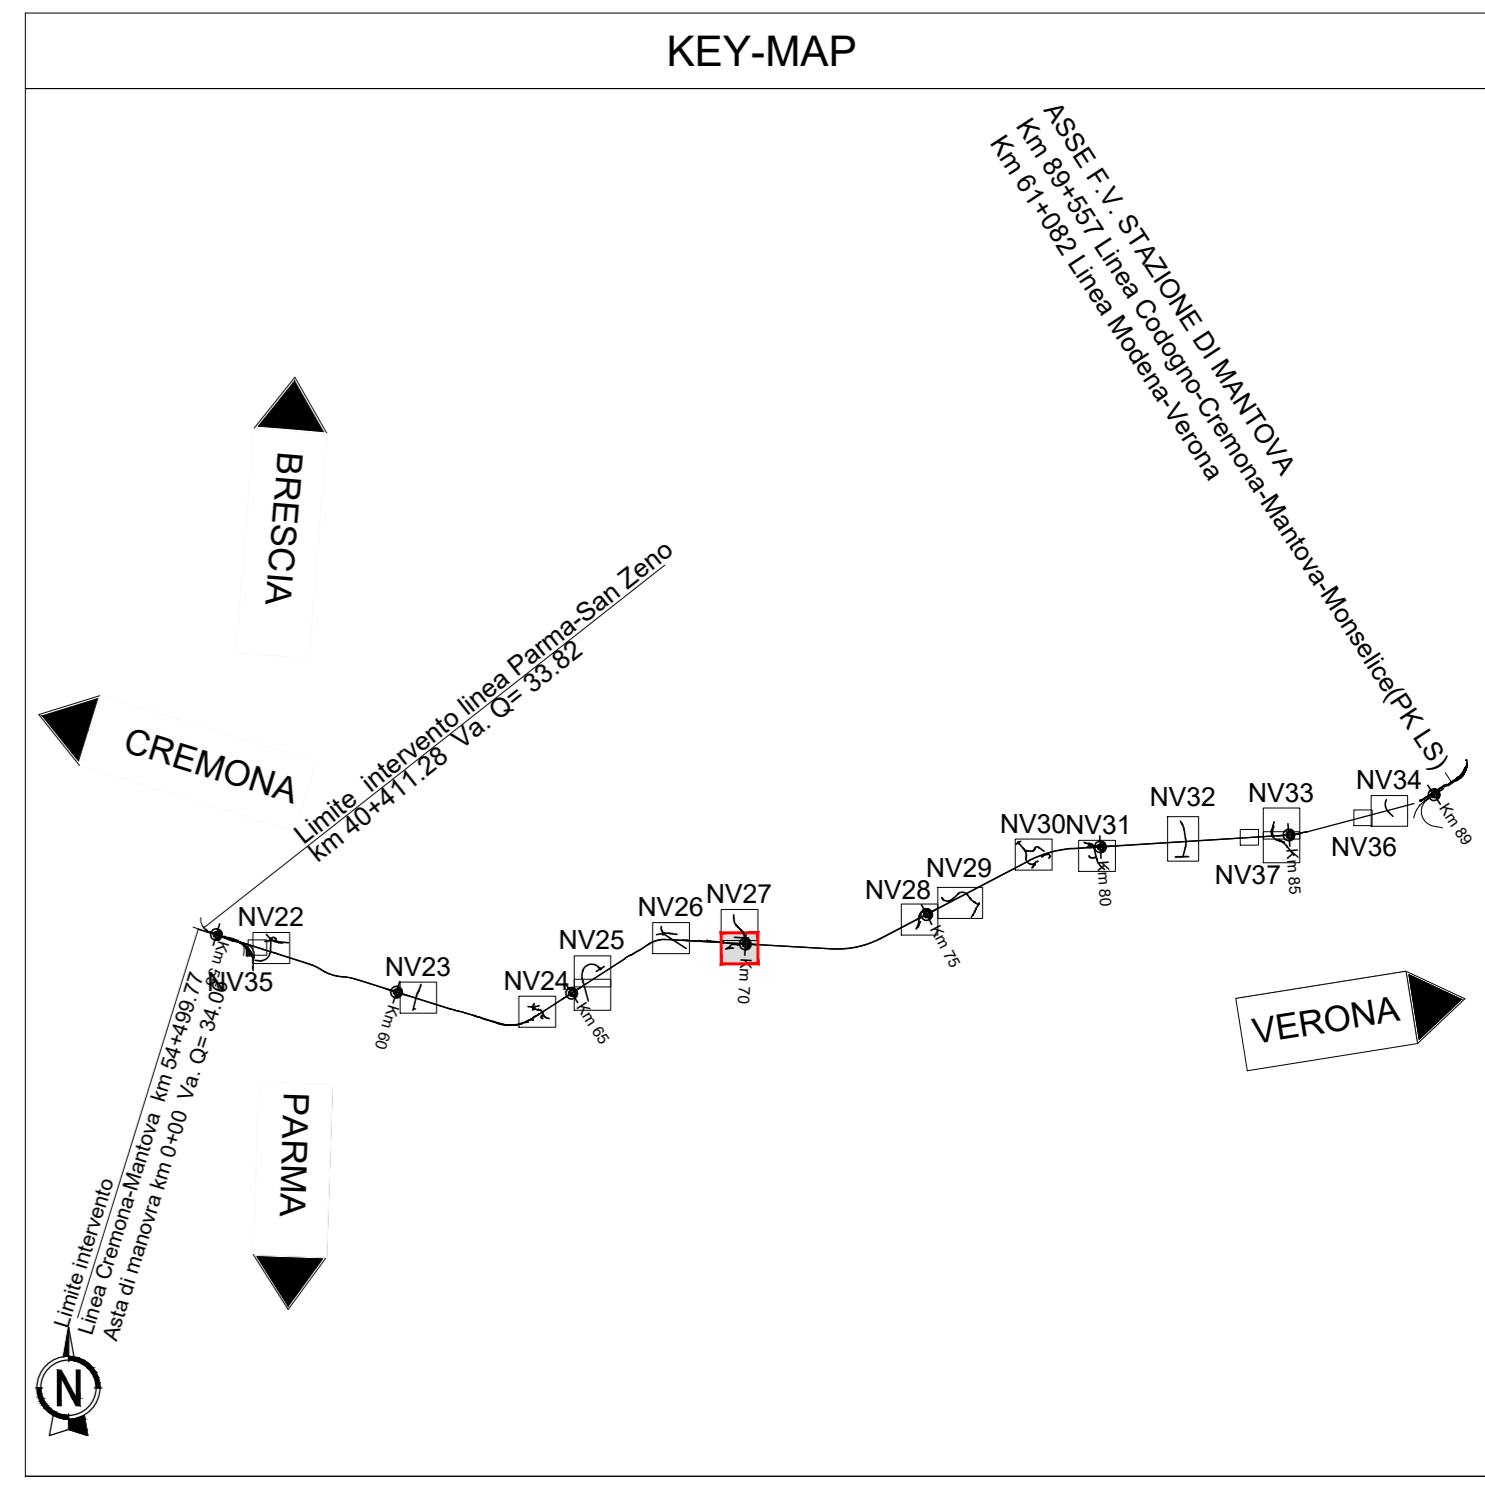 KEY-MAP
ASSE F.V. STAZIONE DI MANTOVA
Km 89+557 Linea Codogno-Cremona-Mantova-Monselice(PK LS)
Km 61+082 Linea Modena-Verona
BRESCIA
CREMONA
Limite intervento linea Parma-San Zeno
km 40+411.28 Va. Q= 33.82
NV22
NV35
NV23
Km 60
NV24
NV25
Km 65
NV26
NV27
Km 70
NV28
NV29
Km 75
NV30
NV31
Km 80
NV32
NV33
NV37
Km 85
NV34
NV36
Km 89
VERONA
PARMA
Limite intervento
Linea Cremona-Mantova km 54+499.77
Asta di manovra km 0+00 Va. Q=
N